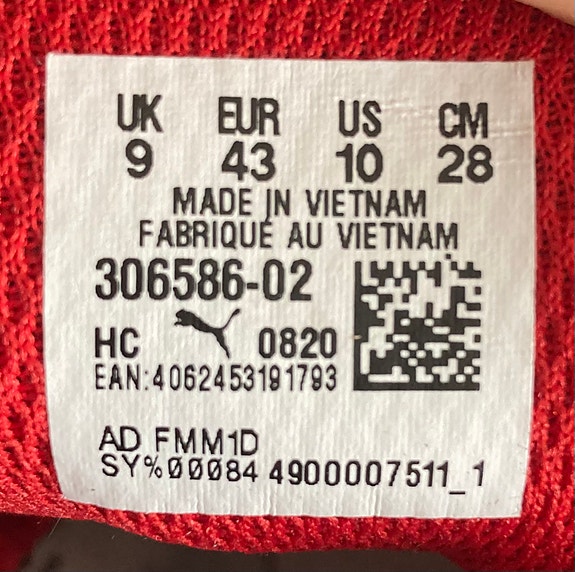 UK EUR US CM
9 43 10 28
MADE IN VIETNAM
FABRIQUÉ AU VIETNAM
306586-02
HC 0820
EAN:4062453191793
AD FMM1D
SY%00084 4900007511_1